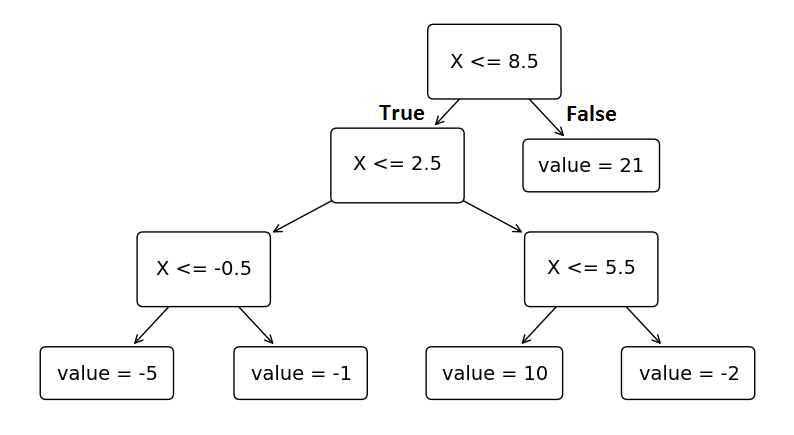 X <= 8.5
True
False
X <= 2.5
value = 21
X <= -0.5
X <= 5.5
value = -5
value = -1
value = 10
value = -2